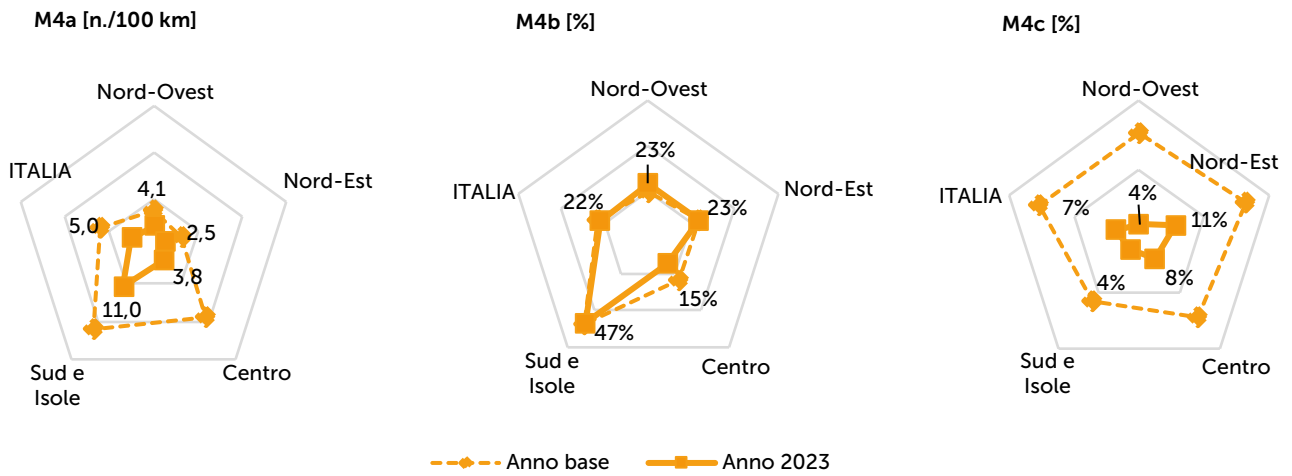 M4a [n./100 km]
Nord-Ovest
ITALIA
Nord-Est
4,1
5,0
2,5
3,8
11,0
Sud e
Isole
Centro
M4b [%]
Nord-Ovest
23%
ITALIA
Nord-Est
22%
23%
15%
47%
Sud e
Isole
Centro
M4c [%]
Nord-Ovest
Nord-Est
ITALIA
4%
7%
11%
4%
8%
Sud e
Isole
Centro
Anno base
Anno 2023